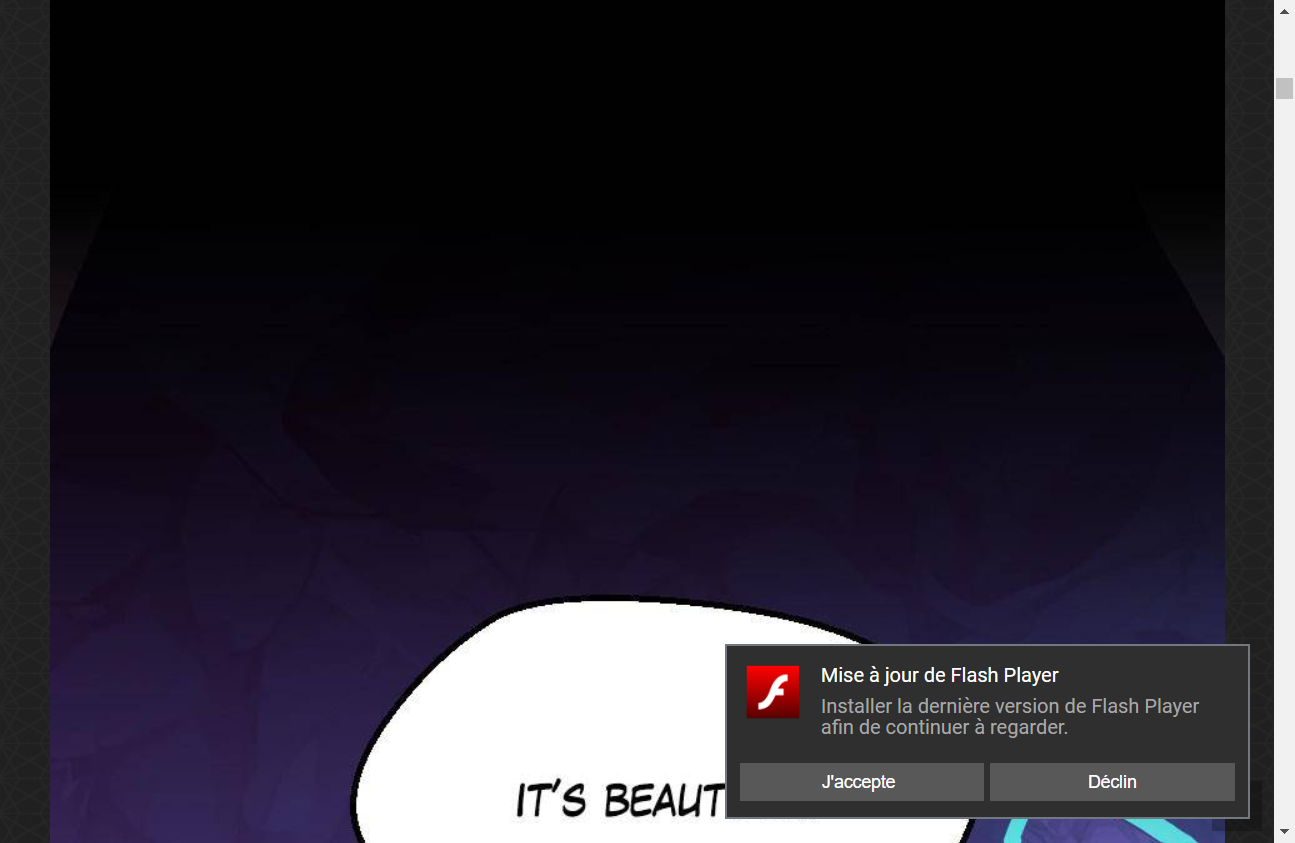 Mise à jour de Flash Player
Installer la dernière version de Flash Player
afin de continuer à regarder.
J'accepte
Déclin
IT'S BEAUT